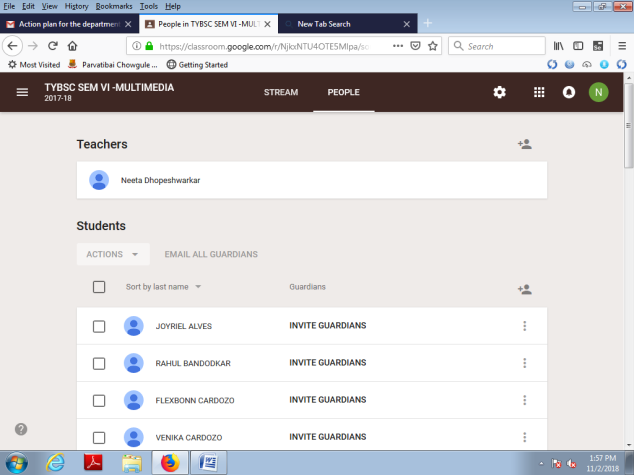 File Edit View History Bookmarks Tools Help
Action plan for the department
People in TYBSC SEM VI -MULT
New Tab Search
https://classroom.google.com/r/NjkxNTU4OTE5Mlpa/so
Search
Most Visited Parvatibai Chowgule ... Getting Started
TYBSC SEM VI -MULTIMEDIA
2017-18
STREAM PEOPLE
N
Teachers
Neeta Dhopeshwarkar
Students
ACTIONS EMAIL ALL GUARDIANS
Sort by last name Guardians
JOYRIEL ALVES INVITE GUARDIANS
RAHUL BANDODKAR INVITE GUARDIANS
FLEXBONN CARDOZO INVITE GUARDIANS
VENIKA CARDOZO INVITE GUARDIANS
1:57 PM
11/2/2018